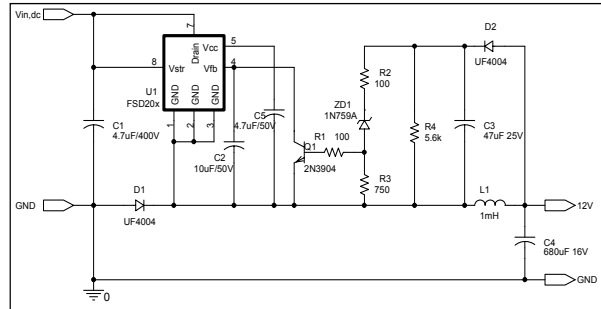 Vin,dc
7
Drain
D2
UF4004
Vcc
5
8
Vstr
Vfb
4
U1
FSD20x
GND
GND
GND
1
2
3
R2
100
ZD1
1N759A
C5
4.7uF/50V
C1
4.7uF/400V
C2
10uF/50V
R1
100
Q1
2N3904
R4
5.6k
C3
47uF 25V
R3
750
GND
D1
UF4004
L1
1mH
12V
C4
680uF 16V
GND
0